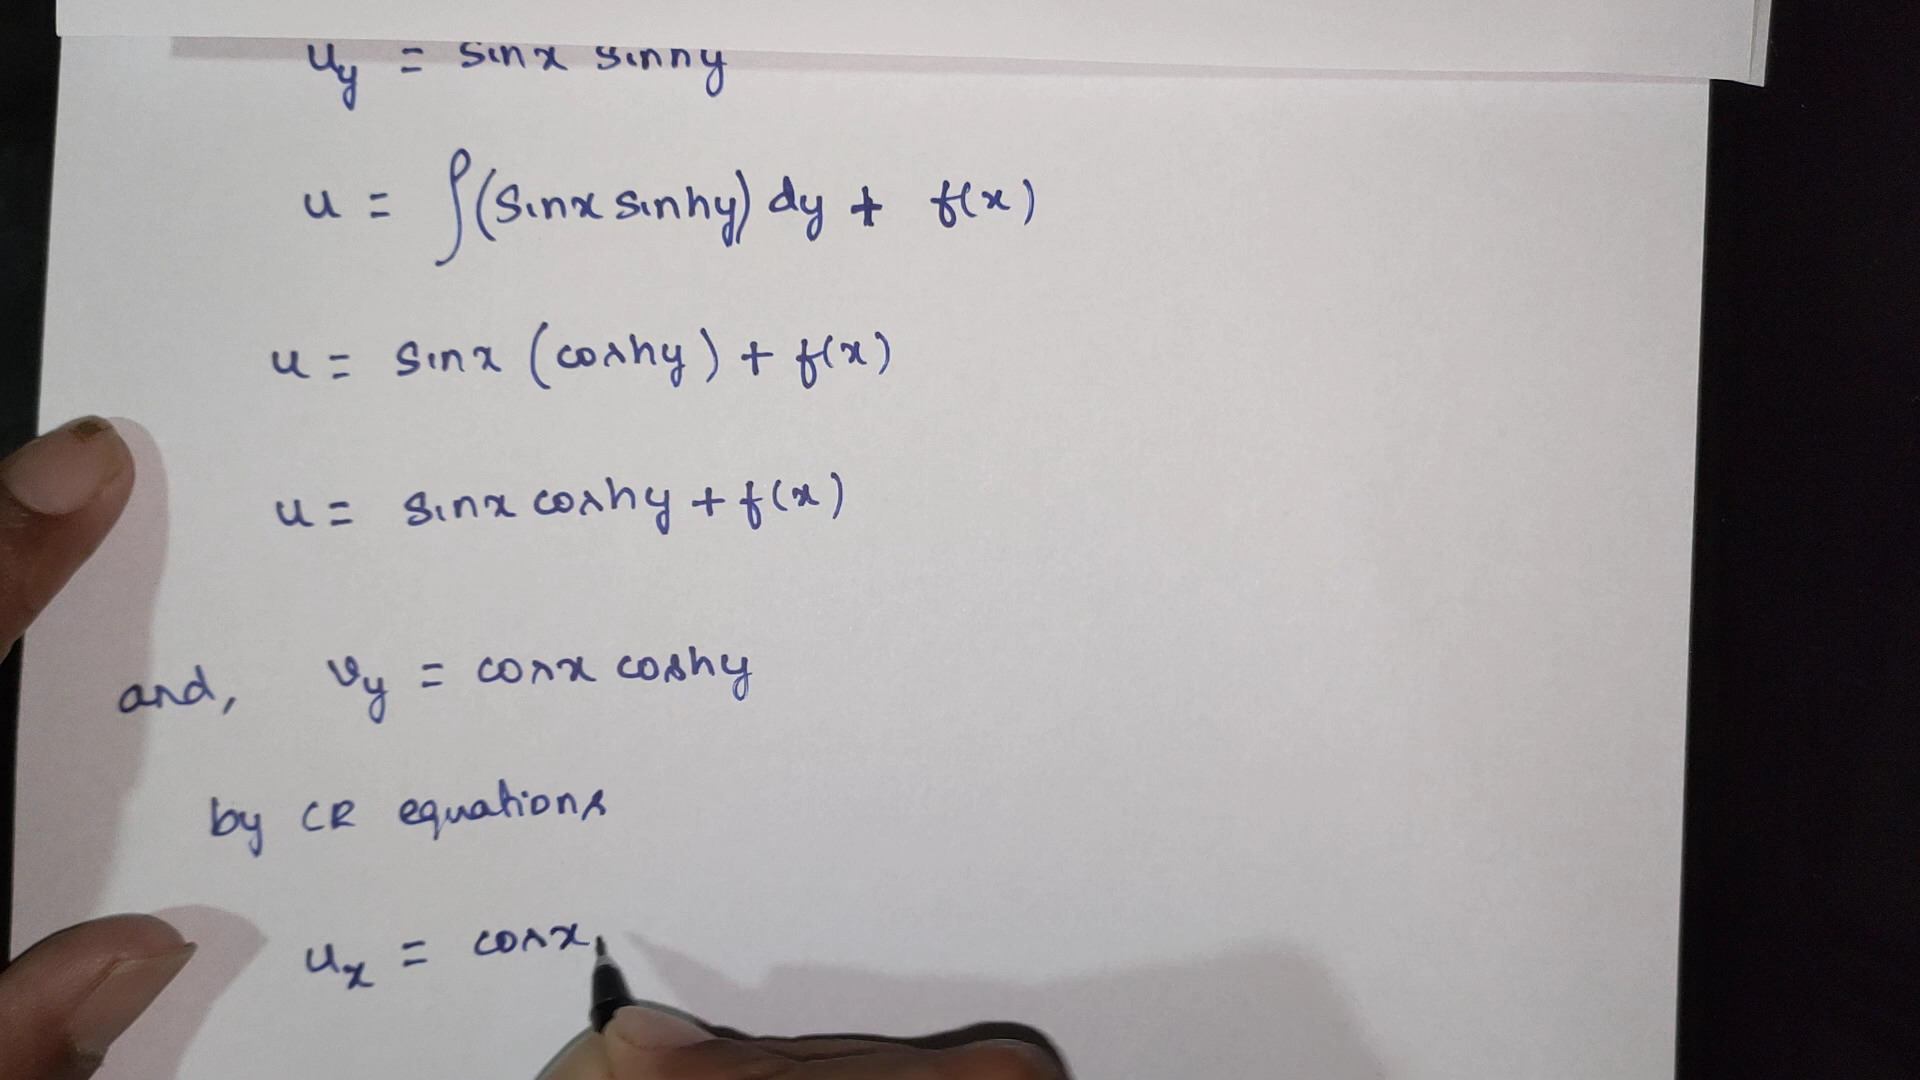 uy = sinx sinhy
u = ∫(sinx sinhy) dy + f(x)
u = sinx (coshy) + f(x)
u = sinx coshy + f(x)
and, vy = cosx coshy
by CR equations
ux = cosx